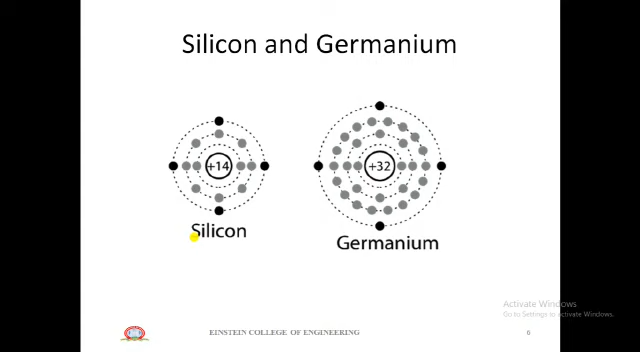 Silicon and Germanium
+14
+32
Silicon
Germanium
Activate Windows
Go to Settings to activate Windows.
EINSTEIN COLLEGE OF ENGINEERING
6